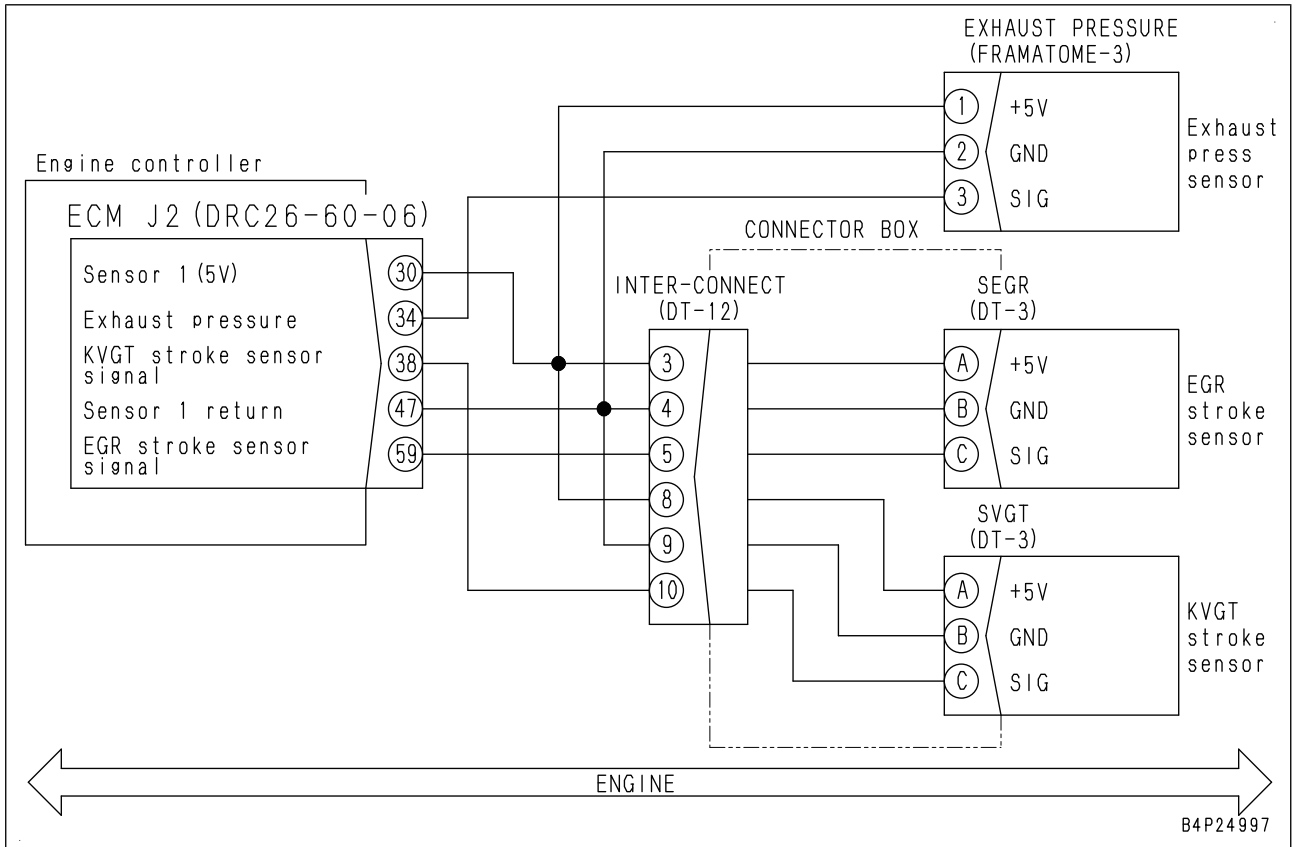 EXHAUST PRESSURE
(FRAMATOME-3)
1
+5V
2
GND
3
SIG
Exhaust
press
sensor
Engine controller
ECM J2 (DRC26-60-06)
Sensor 1 (5V)
30
Exhaust pressure
34
KVGT stroke sensor
signal
38
Sensor 1 return
47
EGR stroke sensor
signal
59
CONNECTOR BOX
INTER-CONNECT
(DT-12)
3
4
5
8
9
10
SEGR
(DT-3)
A
+5V
B
GND
C
SIG
EGR
stroke
sensor
SVGT
(DT-3)
A
+5V
B
GND
C
SIG
KVGT
stroke
sensor
ENGINE
B4P24997